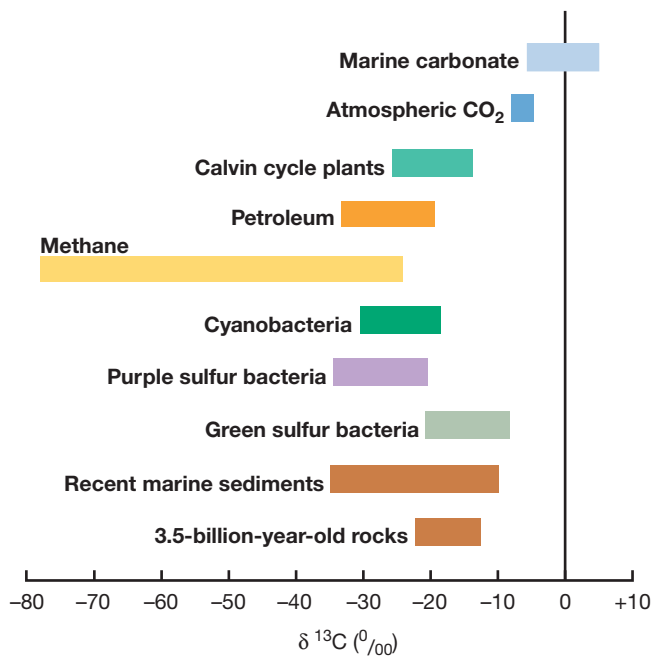 Marine carbonate
Atmospheric CO₂
Calvin cycle plants
Petroleum
Methane
Cyanobacteria
Purple sulfur bacteria
Green sulfur bacteria
Recent marine sediments
3.5-billion-year-old rocks
–80 –70 –60 –50 –40 –30 –20 –10 0 +10
δ ¹³C (⁰/₀₀)